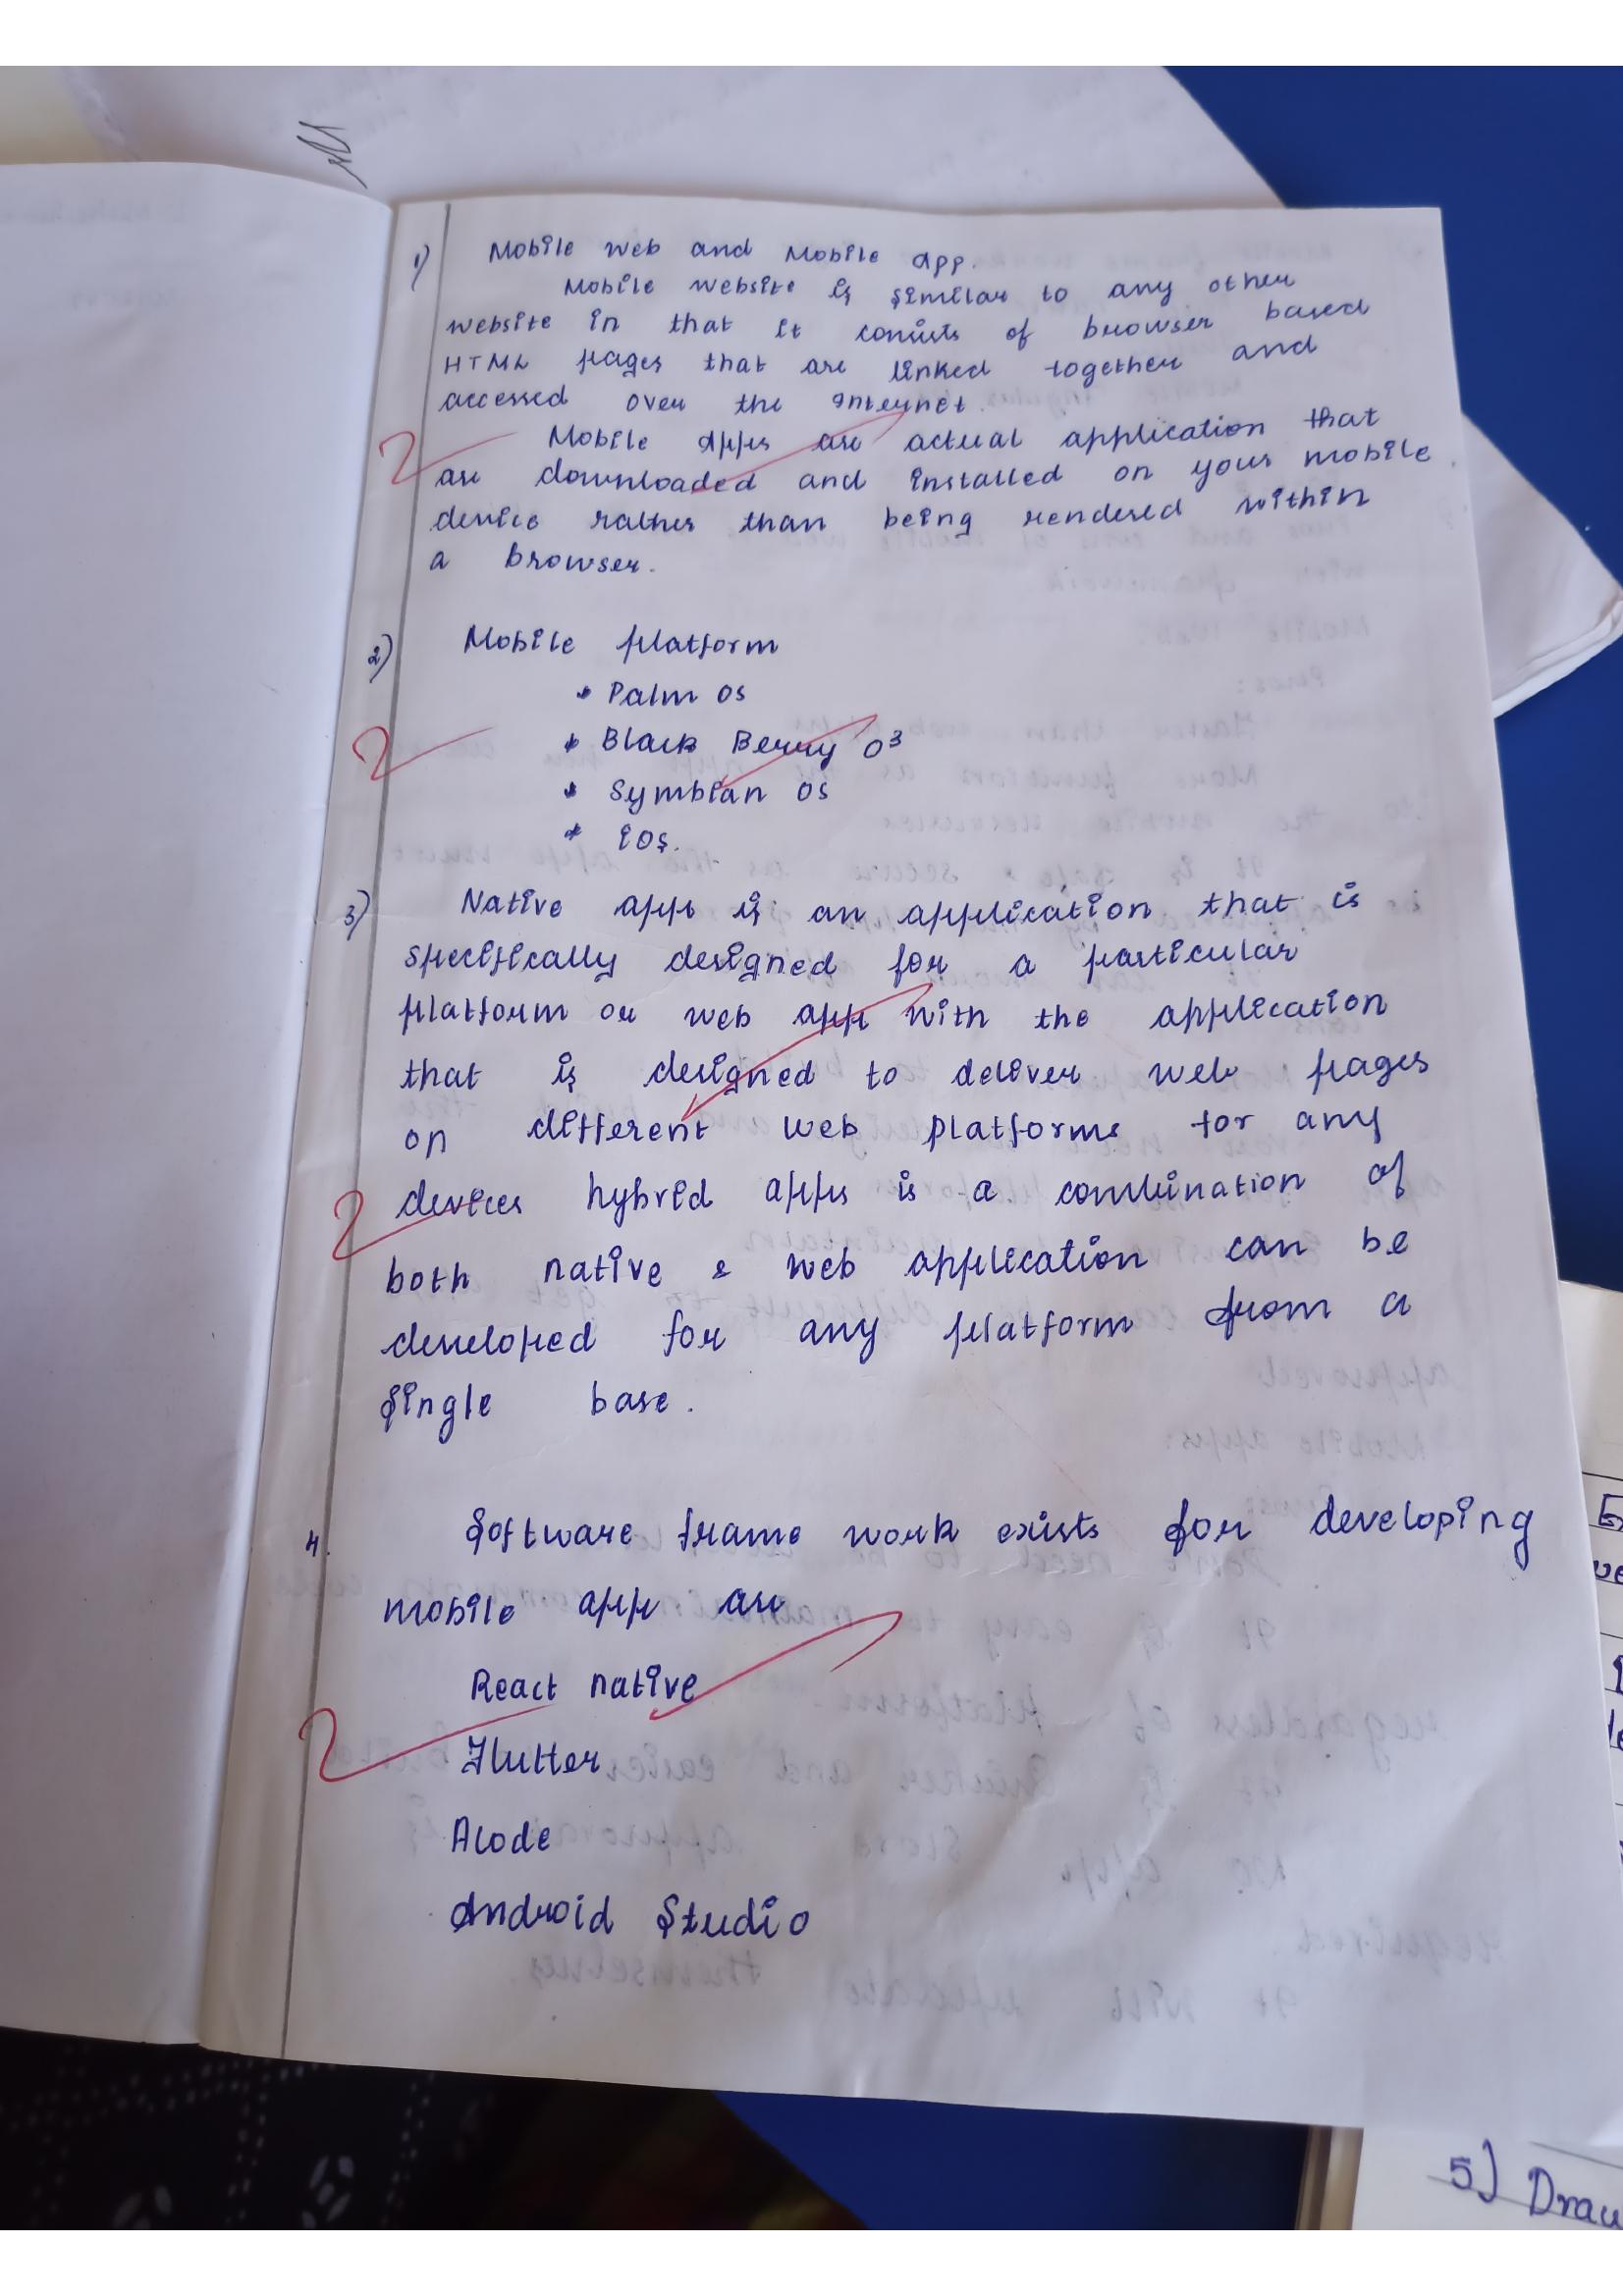 1) Mobile web and Mobile app.
Mobile website is similar to any other
website in that it consists of browser based
HTML pages that are linked together and
accessed over the Internet.
2 Mobile apps are actual application that
are downloaded and installed on your mobile
device rather than being rendered within
a browser.
2) Mobile platform
* Palm OS
2 * Black Berry O3
* Symbian OS
* iOS.
3) Native app is an application that is
specifically designed for a particular
platform or web app with the application
that is designed to deliver web pages
on different web platforms for any
2 devices hybrid apps is a combination of
both native & web application can be
developed for any platform from a
single base.
4. Software frame work exists for developing
mobile app are
React native
2 Flutter
Alode
Android Studio
5) Draw